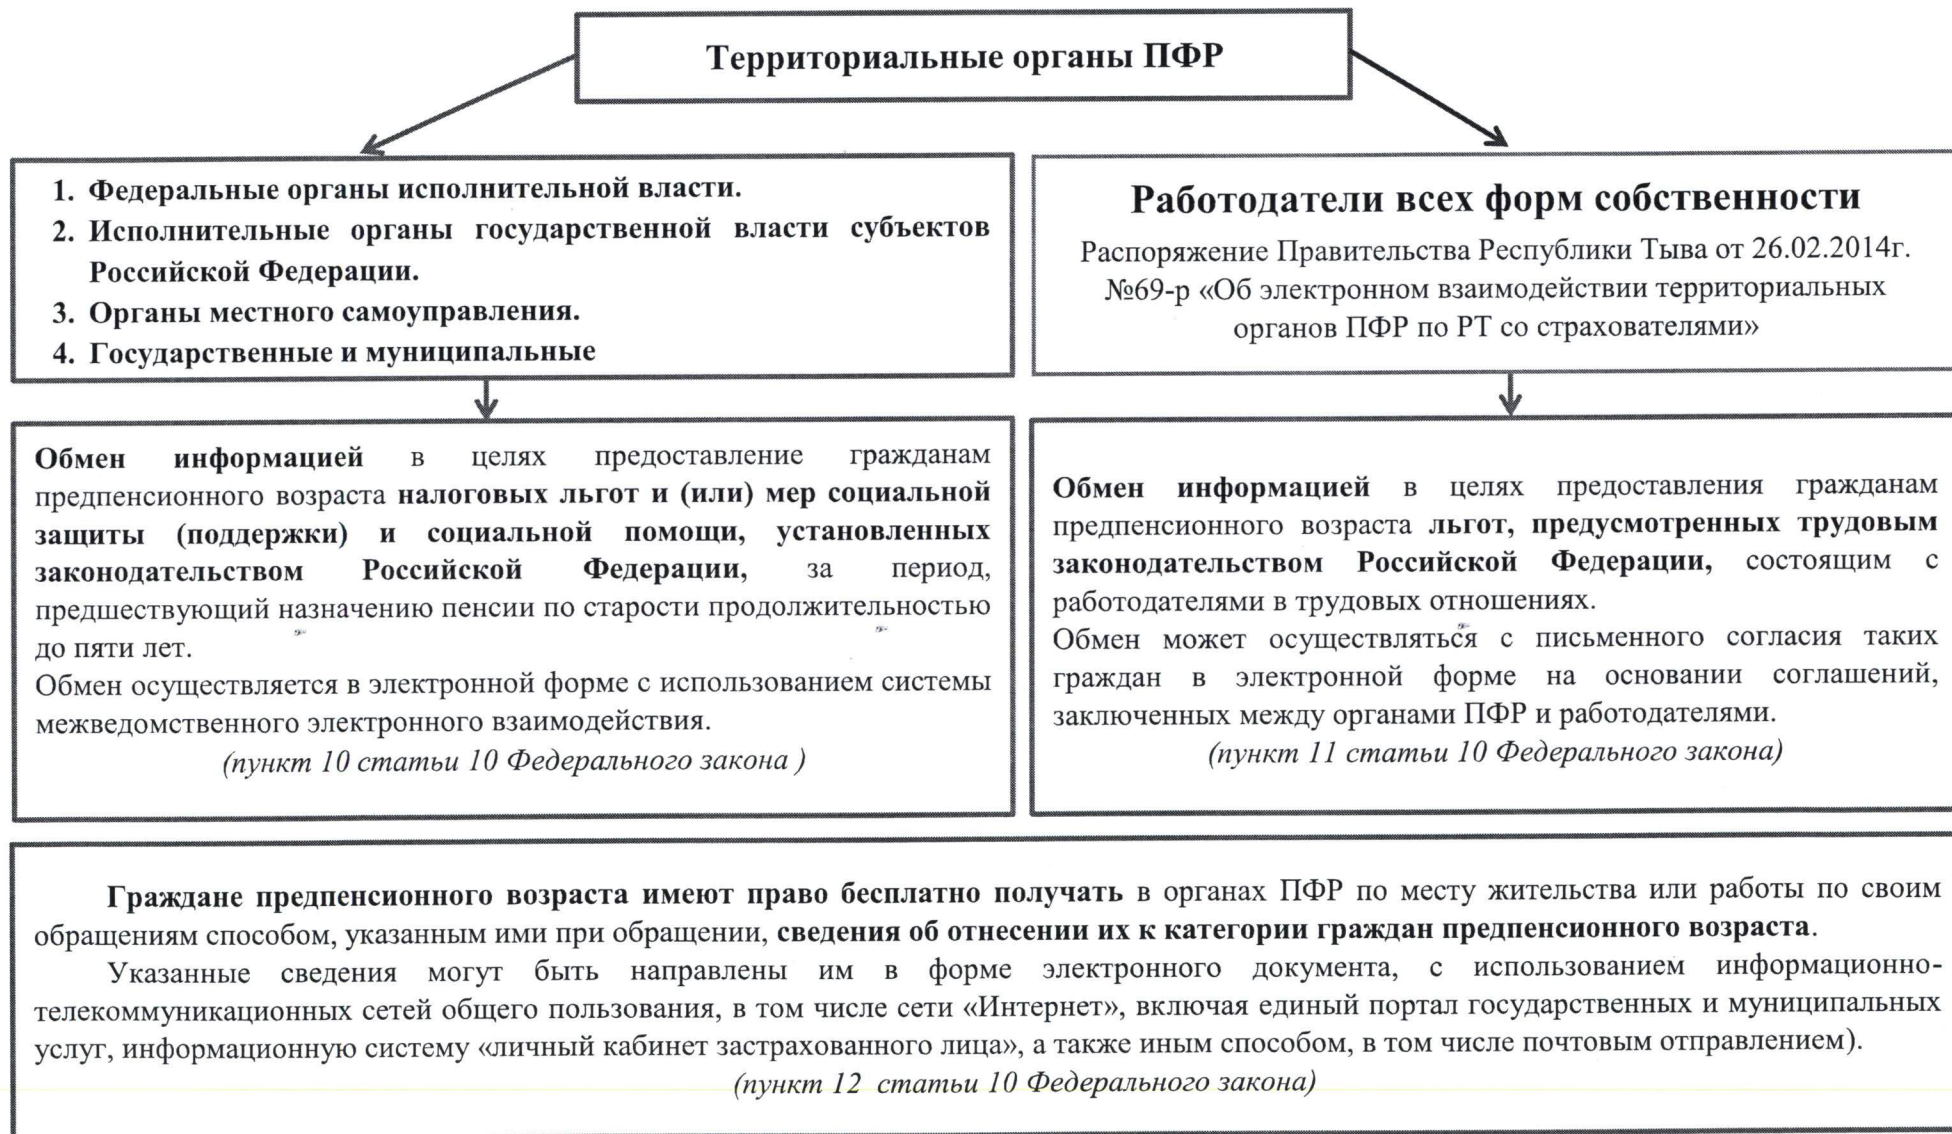 Территориальные органы ПФР
1. Федеральные органы исполнительной власти.
2. Исполнительные органы государственной власти субъектов
Российской Федерации.
3. Органы местного самоуправления.
4. Государственные и муниципальные
Работодатели всех форм собственности
Распоряжение Правительства Республики Тыва от 26.02.2014г.
№69-р «Об электронном взаимодействии территориальных
органов ПФР по РТ со страхователями»
Обмен информацией в целях предоставление гражданам
предпенсионного возраста налоговых льгот и (или) мер социальной
защиты (поддержки) и социальной помощи, установленных
законодательством Российской Федерации, за период,
предшествующий назначению пенсии по старости продолжительностью
до пяти лет.
Обмен осуществляется в электронной форме с использованием системы
межведомственного электронного взаимодействия.
(пункт 10 статьи 10 Федерального закона )
Обмен информацией в целях предоставления гражданам
предпенсионного возраста льгот, предусмотренных трудовым
законодательством Российской Федерации, состоящим с
работодателями в трудовых отношениях.
Обмен может осуществляться с письменного согласия таких
граждан в электронной форме на основании соглашений,
заключенных между органами ПФР и работодателями.
(пункт 11 статьи 10 Федерального закона)
Граждане предпенсионного возраста имеют право бесплатно получать в органах ПФР по месту жительства или работы по своим
обращениям способом, указанным ими при обращении, сведения об отнесении их к категории граждан предпенсионного возраста.
Указанные сведения могут быть направлены им в форме электронного документа, с использованием информационно-
телекоммуникационных сетей общего пользования, в том числе сети «Интернет», включая единый портал государственных и муниципальных
услуг, информационную систему «личный кабинет застрахованного лица», а также иным способом, в том числе почтовым отправлением).
(пункт 12 статьи 10 Федерального закона)